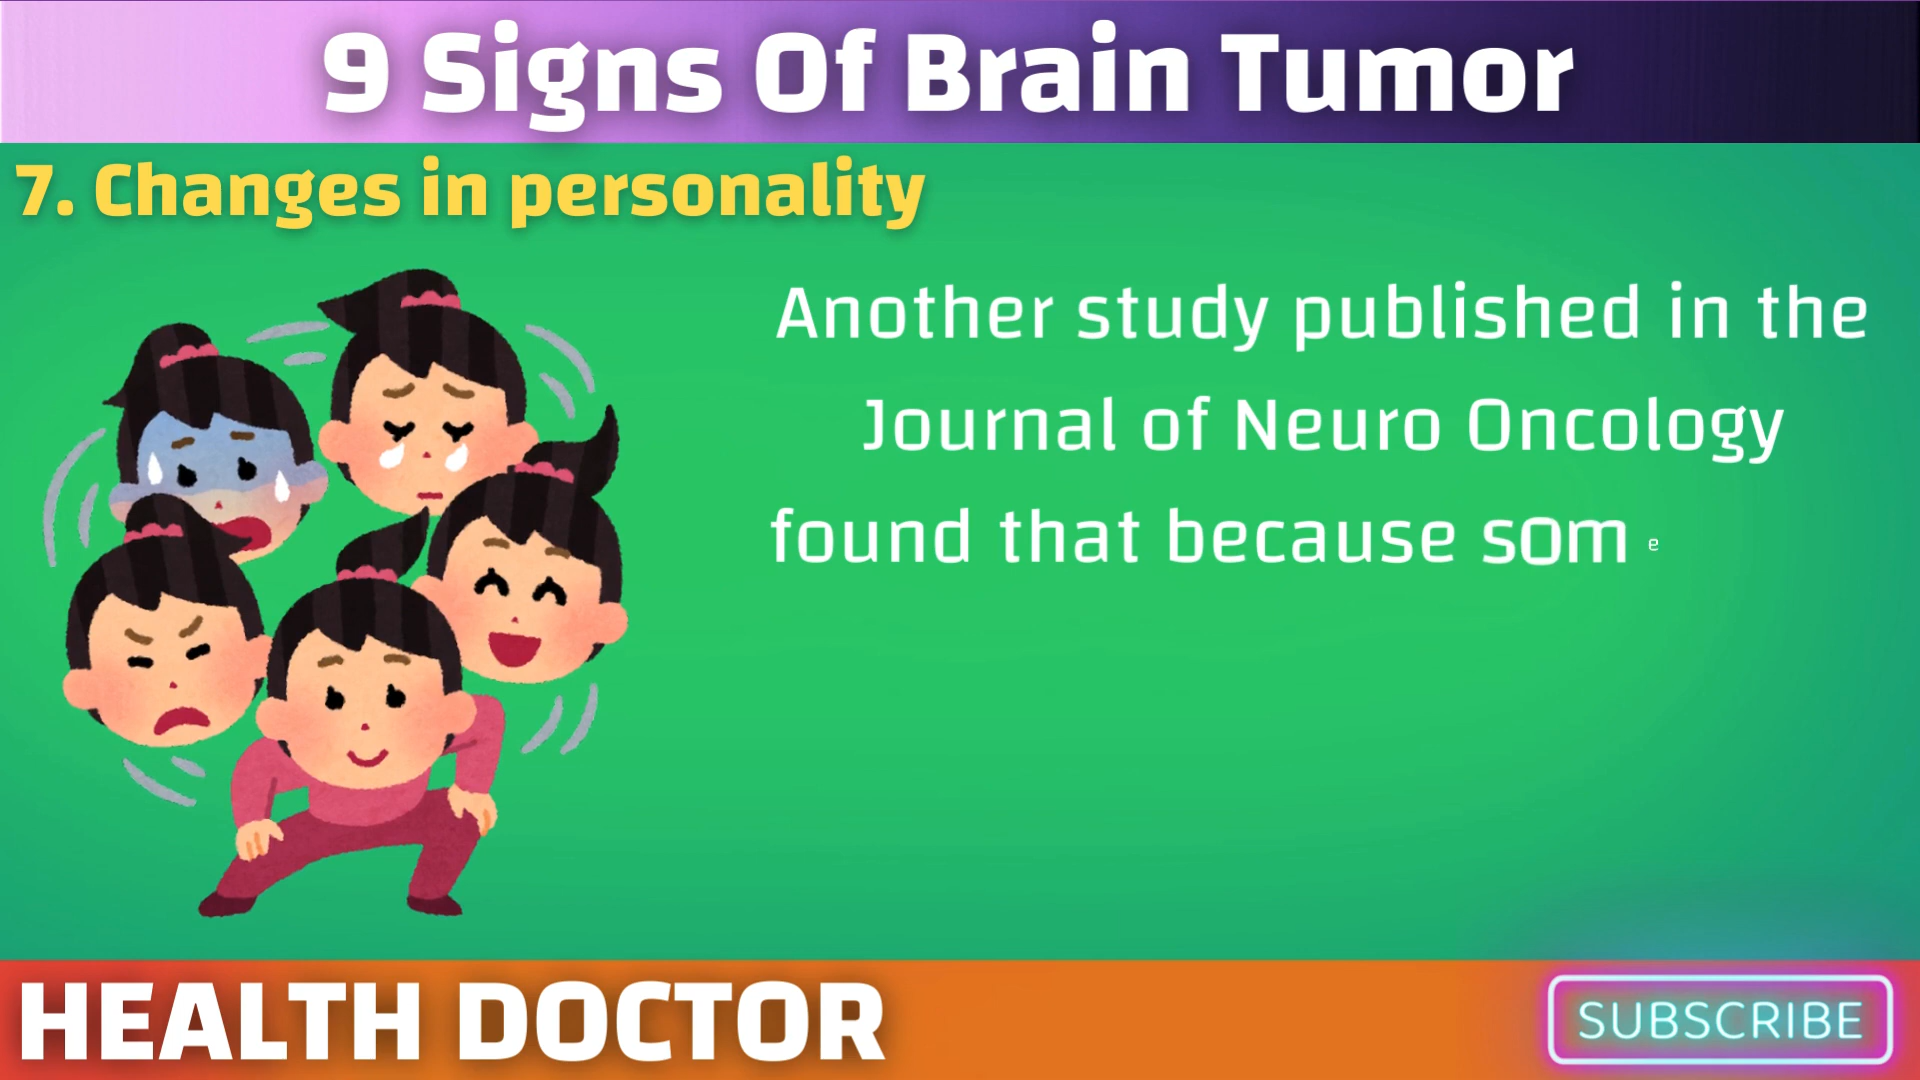 9 Signs Of Brain Tumor
7. Changes in personality
Another study published in the
Journal of Neuro Oncology
found that because some
HEALTH DOCTOR
SUBSCRIBE